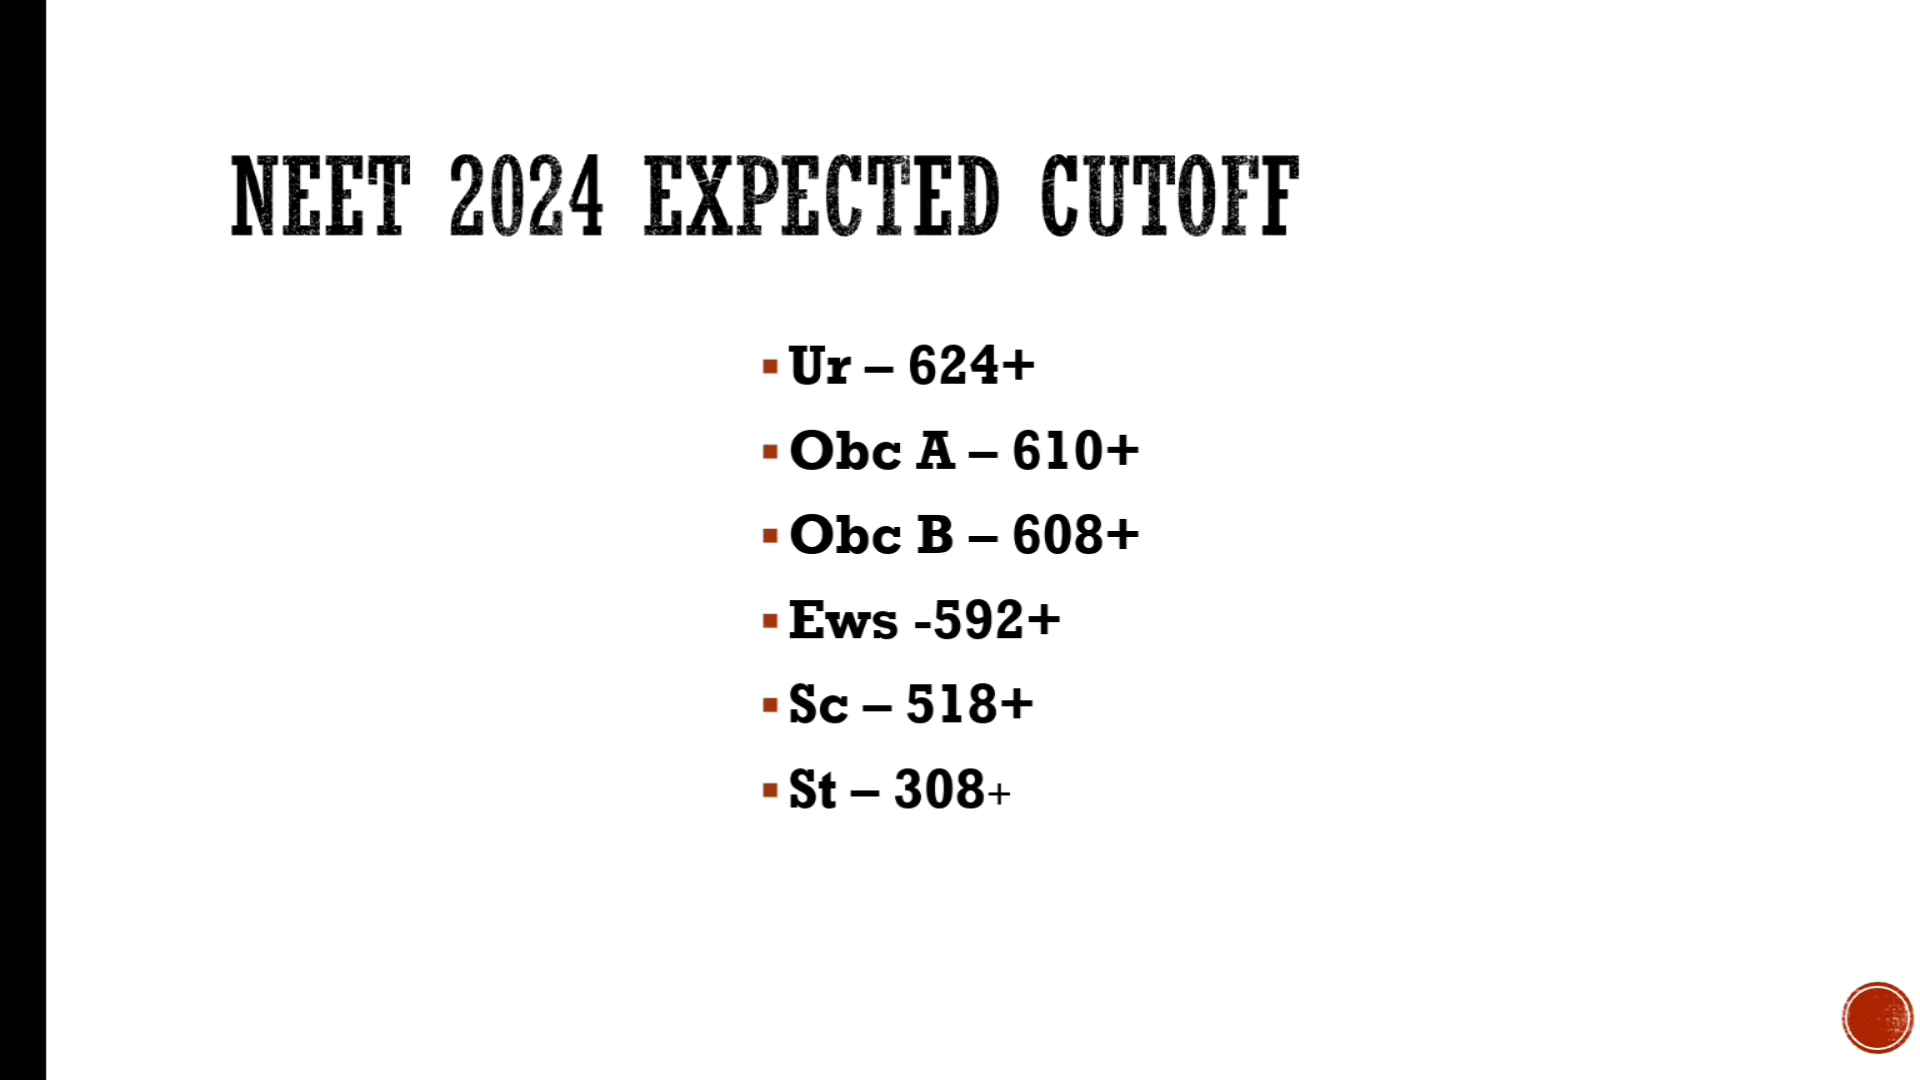 NEET 2024 EXPECTED CUTOFF
▪ Ur – 624+
▪ Obc A – 610+
▪ Obc B – 608+
▪ Ews -592+
▪ Sc – 518+
▪ St – 308+